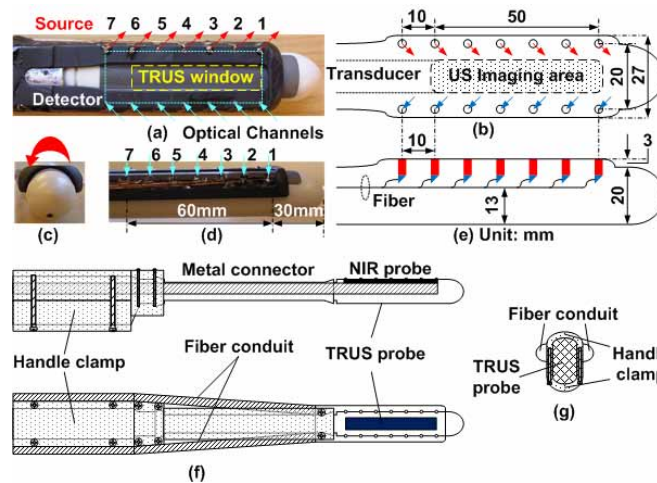 Source
7 6 5 4 3 2 1
TRUS window
Detector
(a) Optical Channels
10 50
Transducer US Imaging area
20 27
(b)
10
3
7 6 5 4 3 2 1
60mm 30mm
(c) (d)
Fiber
13
20
(e) Unit: mm
Metal connector NIR probe
Handle clamp
Fiber conduit
TRUS probe
(f)
Fiber conduit
TRUS probe
Handle clamp
(g)